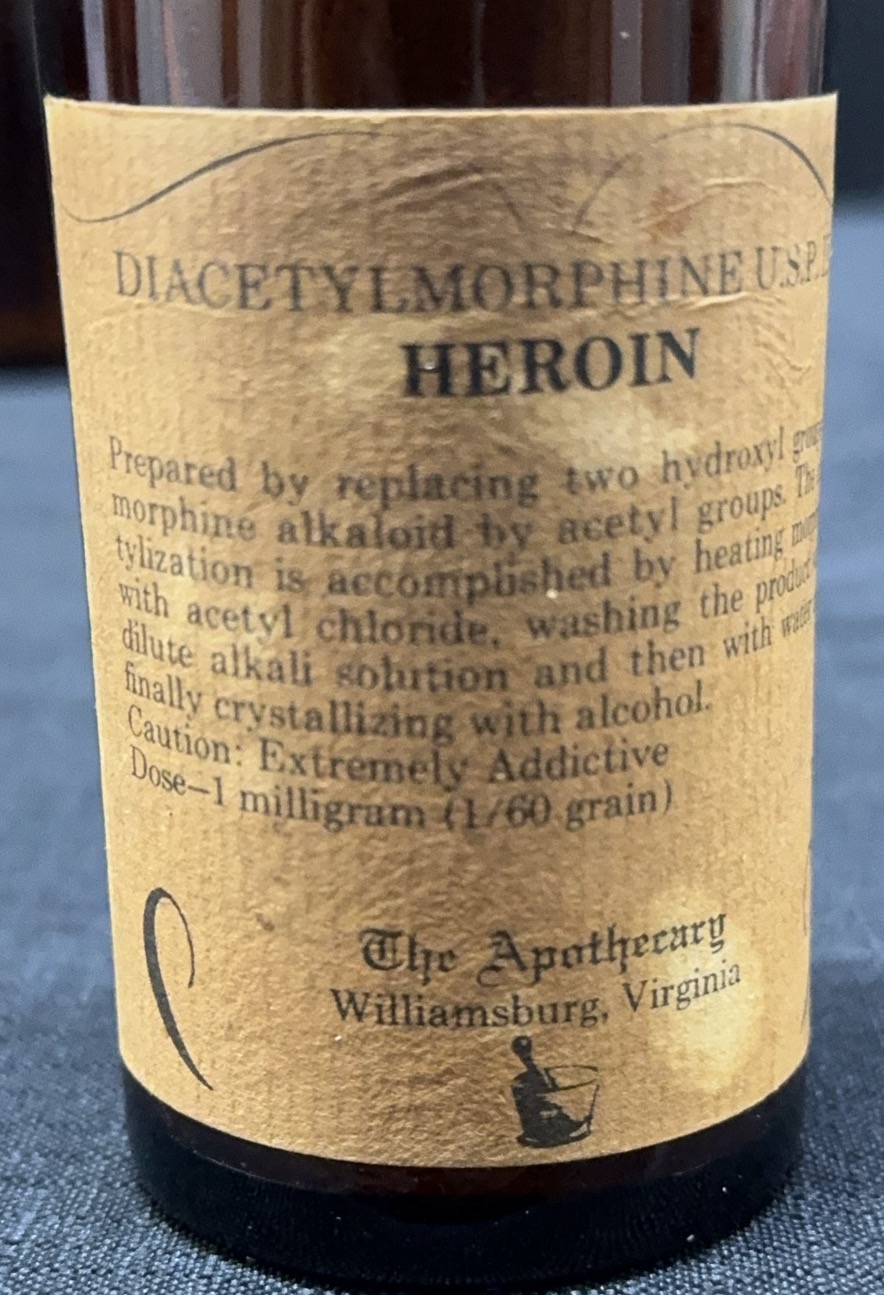 DIACETYLMORPHINE U.S.P.
HEROIN
Prepared by replacing two hydroxyl
morphine alkaloid by acetyl groups. The
tylization is accomplished by heating
with acetyl chloride, washing the product
dilute alkali solution and then with water
finally crystallizing with alcohol.
Caution: Extremely Addictive
Dose—1 milligram (1/60 grain)
The Apothecary
Williamsburg, Virginia